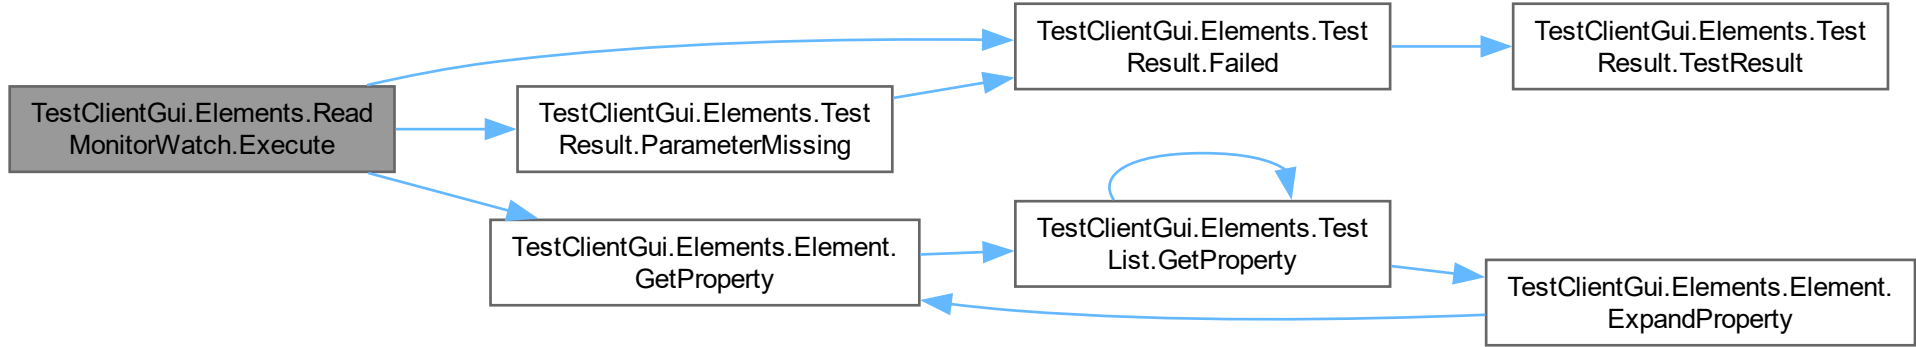 TestClientGui.Elements.Read
MonitorWatch.Execute
TestClientGui.Elements.Test
Result.ParameterMissing
TestClientGui.Elements.Test
Result.Failed
TestClientGui.Elements.Test
Result.TestResult
TestClientGui.Elements.Element.
GetProperty
TestClientGui.Elements.Test
List.GetProperty
TestClientGui.Elements.Element.
ExpandProperty